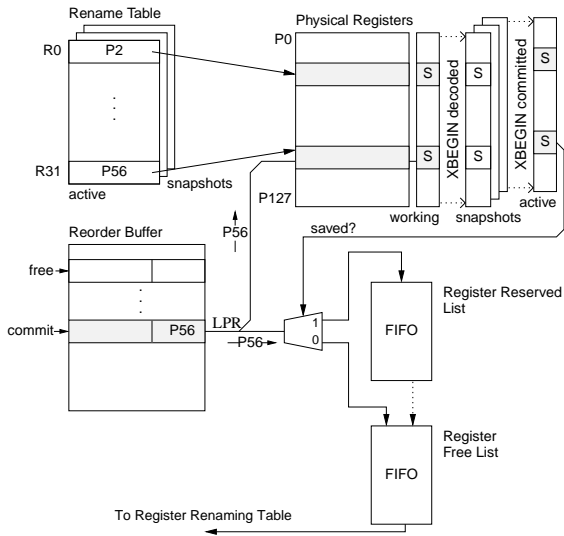 Rename Table
R0
P2
R31
P56
active
snapshots
Physical Registers
P0
P127
S
S
S
S
S
S
XBEGIN decoded
XBEGIN committed
working
snapshots
active
P56
saved?
Reorder Buffer
free
commit
P56
LPR
P56
1
0
FIFO
Register Reserved
List
FIFO
Register
Free List
To Register Renaming Table